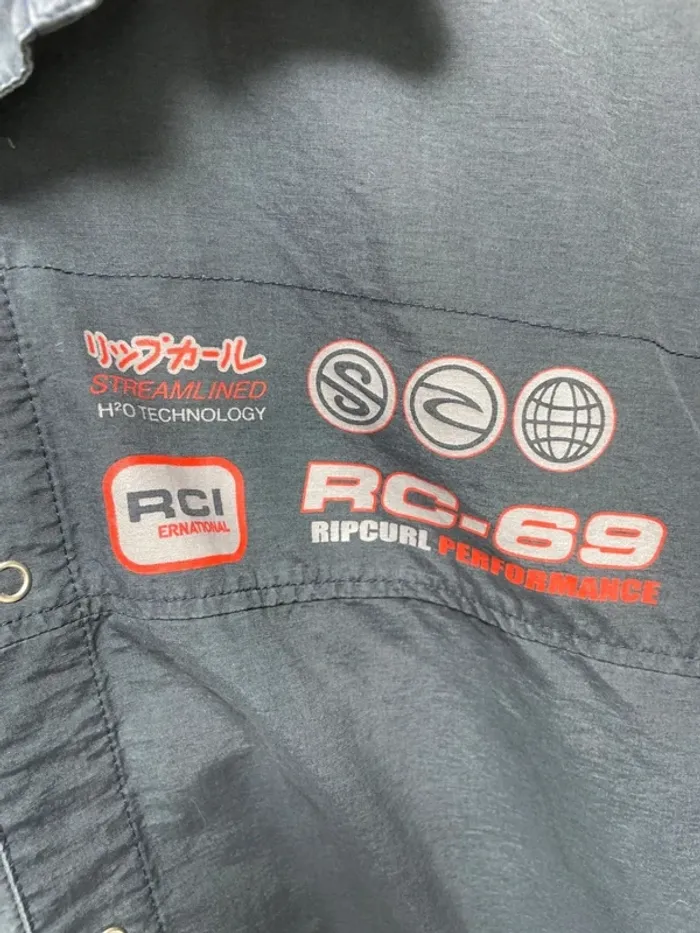 リップカール
STREAMLINED
H²O TECHNOLOGY
RCI
ERNATIONAL
RC-69
RIPCURL PERFORMANCE